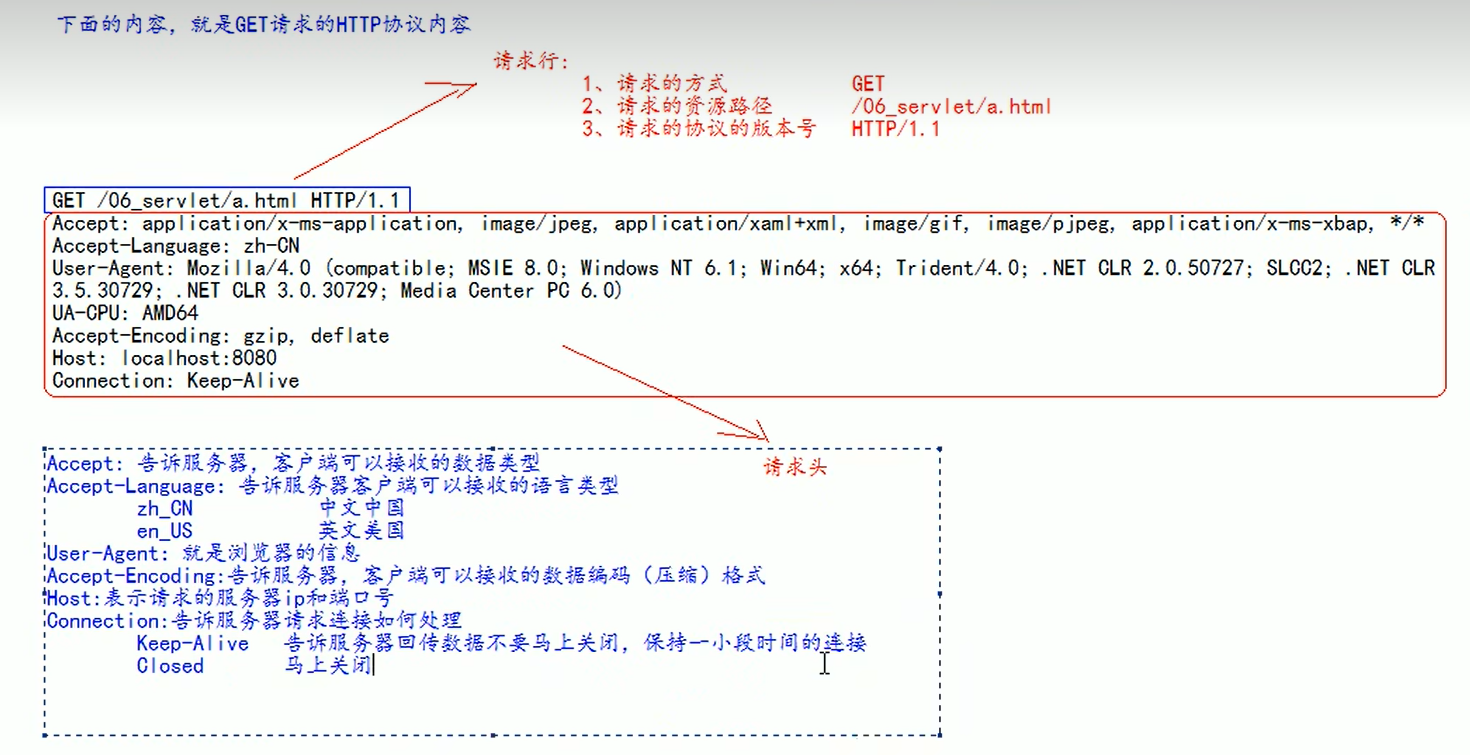 下面的内容，就是GET请求的HTTP协议内容
请求行：
1、请求的方式 GET
2、请求的资源路径 /06_servlet/a.html
3、请求的协议的版本号 HTTP/1.1
GET /06_servlet/a.html HTTP/1.1
Accept: application/x-ms-application, image/jpeg, application/xaml+xml, image/gif, image/pjpeg, application/x-ms-xbap, */*
Accept-Language: zh-CN
User-Agent: Mozilla/4.0 (compatible; MSIE 8.0; Windows NT 6.1; Win64; x64; Trident/4.0; .NET CLR 2.0.50727; SLCC2; .NET CLR
3.5.30729; .NET CLR 3.0.30729; Media Center PC 6.0)
UA-CPU: AMD64
Accept-Encoding: gzip, deflate
Host: localhost:8080
Connection: Keep-Alive
请求头
Accept: 告诉服务器，客户端可以接收的数据类型
Accept-Language: 告诉服务器客户端可以接收的语言类型
zh_CN 中文中国
en_US 英文美国
User-Agent: 就是浏览器的信息
Accept-Encoding:告诉服务器，客户端可以接收的数据编码（压缩）格式
Host:表示请求的服务器ip和端口号
Connection:告诉服务器请求连接如何处理
Keep-Alive 告诉服务器回传数据不要马上关闭，保持一小段时间的连接
Closed 马上关闭